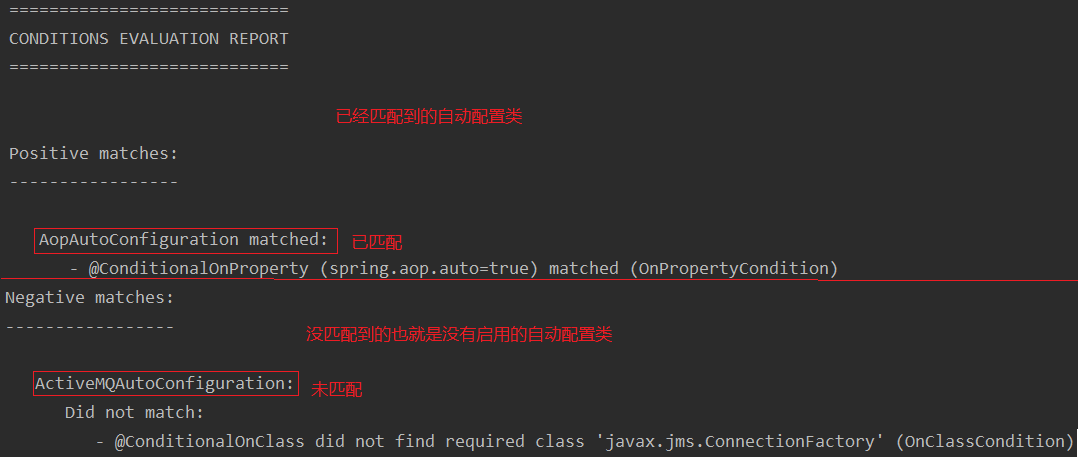 ============================
CONDITIONS EVALUATION REPORT
============================
已经匹配到的自动配置类
Positive matches:
-----------------
AopAutoConfiguration matched: 已匹配
- @ConditionalOnProperty (spring.aop.auto=true) matched (OnPropertyCondition)
Negative matches:
-----------------
没匹配到的也就是没有启用的自动配置类
ActiveMQAutoConfiguration: 未匹配
Did not match:
- @ConditionalOnClass did not find required class 'javax.jms.ConnectionFactory' (OnClassCondition)